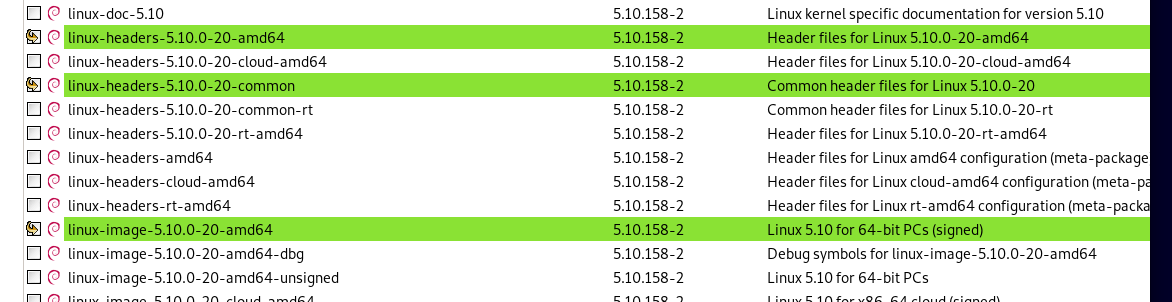 linux-doc-5.10 5.10.158-2 Linux kernel specific documentation for version 5.10
linux-headers-5.10.0-20-amd64 5.10.158-2 Header files for Linux 5.10.0-20-amd64
linux-headers-5.10.0-20-cloud-amd64 5.10.158-2 Header files for Linux 5.10.0-20-cloud-amd64
linux-headers-5.10.0-20-common 5.10.158-2 Common header files for Linux 5.10.0-20
linux-headers-5.10.0-20-common-rt 5.10.158-2 Common header files for Linux 5.10.0-20-rt
linux-headers-5.10.0-20-rt-amd64 5.10.158-2 Header files for Linux 5.10.0-20-rt-amd64
linux-headers-amd64 5.10.158-2 Header files for Linux amd64 configuration (meta-package
linux-headers-cloud-amd64 5.10.158-2 Header files for Linux cloud-amd64 configuration (meta-pa
linux-headers-rt-amd64 5.10.158-2 Header files for Linux rt-amd64 configuration (meta-packa
linux-image-5.10.0-20-amd64 5.10.158-2 Linux 5.10 for 64-bit PCs (signed)
linux-image-5.10.0-20-amd64-dbg 5.10.158-2 Debug symbols for linux-image-5.10.0-20-amd64
linux-image-5.10.0-20-amd64-unsigned 5.10.158-2 Linux 5.10 for 64-bit PCs
linux-image-5.10.0-20-cloud-amd64 5.10.158-2 Linux 5.10 for x86-64 cloud (signed)